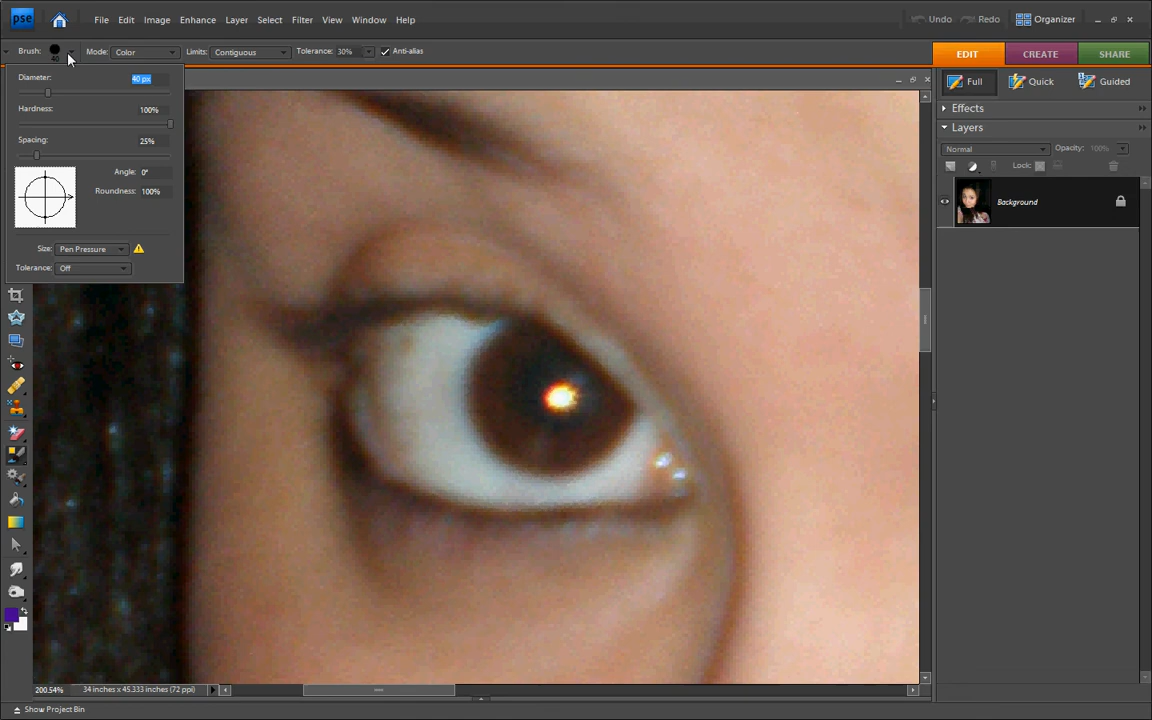 pse File Edit Image Enhance Layer Select Filter View Window Help Undo Redo Organizer
Brush: 40 Mode: Color Limits: Contiguous Tolerance: 30% Anti-alias EDIT CREATE SHARE
Diameter: 40 px
Full Quick Guided
Hardness: 100%
Effects
Layers
Spacing: 25%
Normal Opacity: 100%
Lock:
Angle: 0°
Roundness: 100%
Background
Size: Pen Pressure
Tolerance: Off
200.54% 34 inches x 45.333 inches (72 ppi)
Show Project Bin